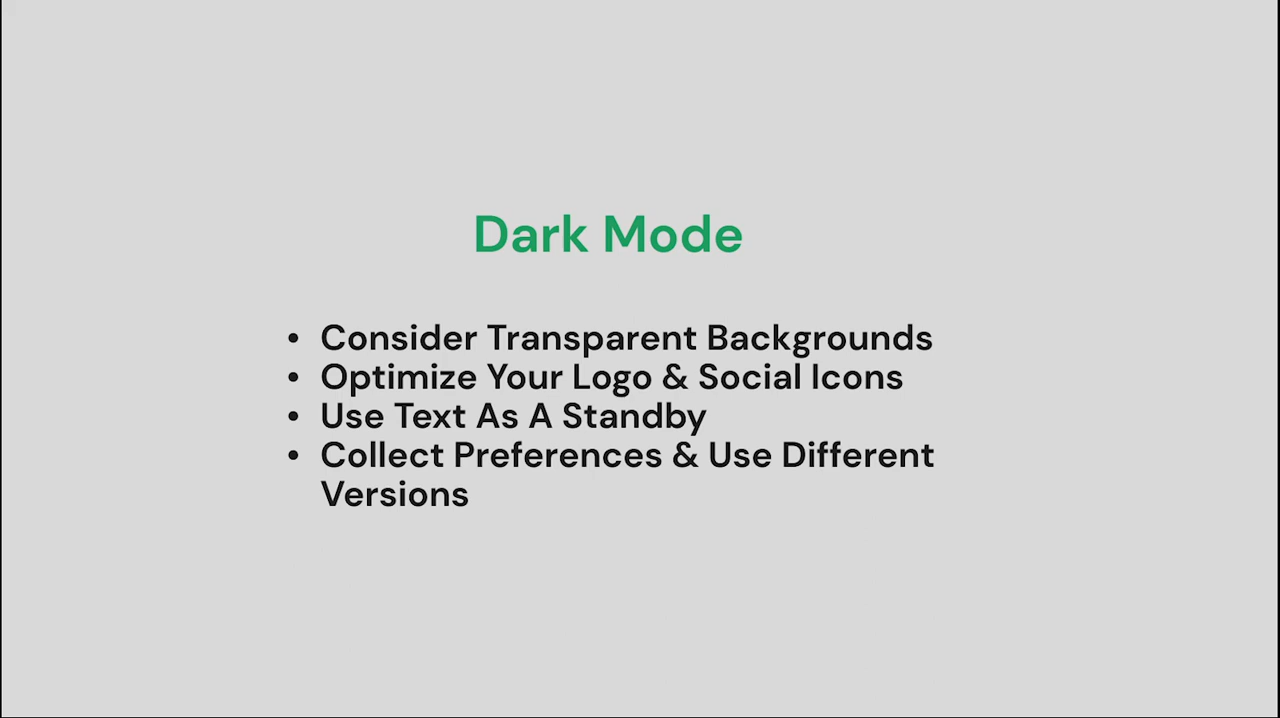 Dark Mode
• Consider Transparent Backgrounds
• Optimize Your Logo & Social Icons
• Use Text As A Standby
• Collect Preferences & Use Different
Versions